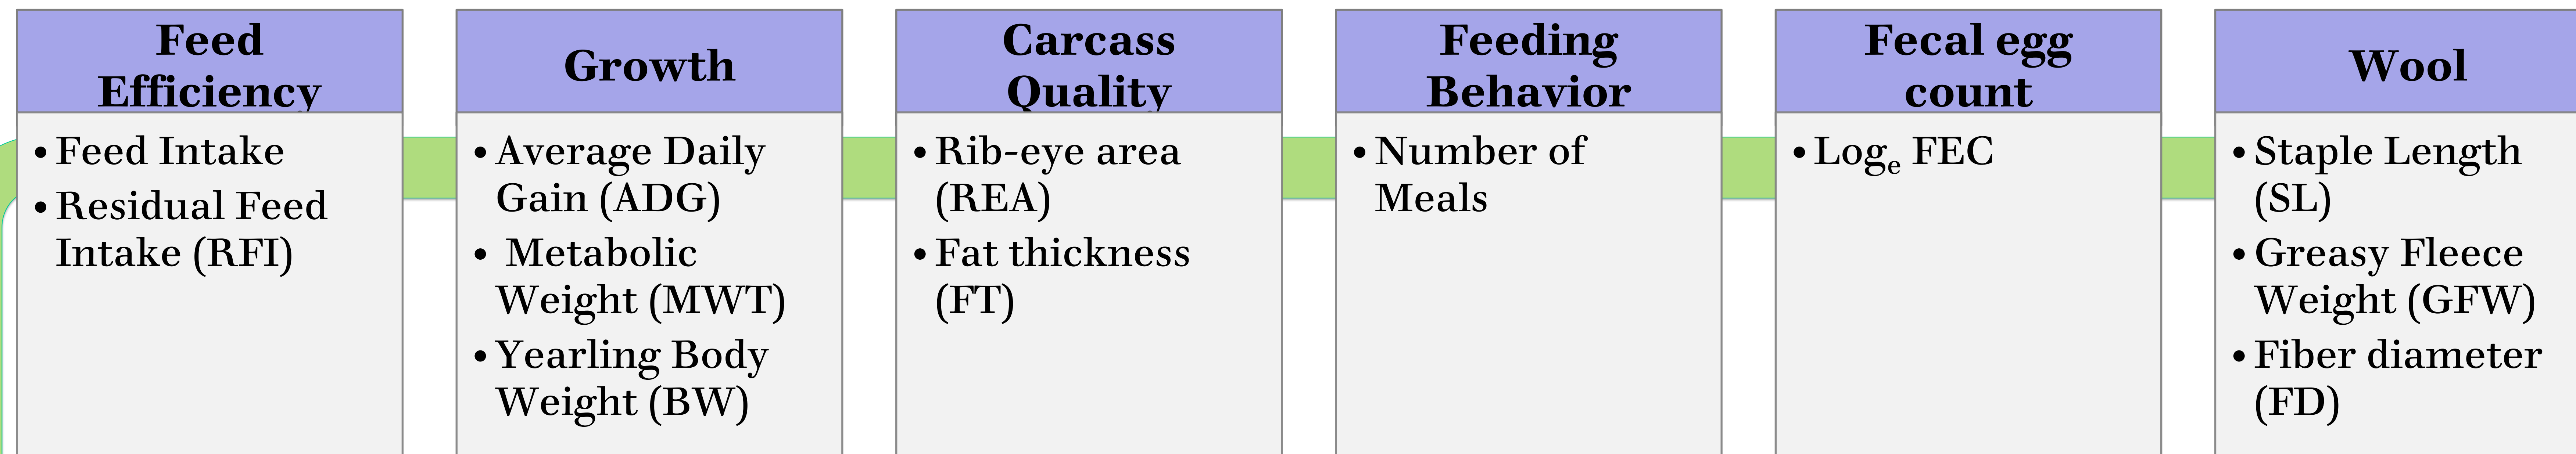 Feed
Efficiency
• Feed Intake
• Residual Feed
Intake (RFI)
Growth
• Average Daily
Gain (ADG)
• Metabolic
Weight (MWT)
• Yearling Body
Weight (BW)
Carcass
Quality
• Rib-eye area
(REA)
• Fat thickness
(FT)
Feeding
Behavior
• Number of
Meals
Fecal egg
count
• Logₑ FEC
Wool
• Staple Length
(SL)
• Greasy Fleece
Weight (GFW)
• Fiber diameter
(FD)